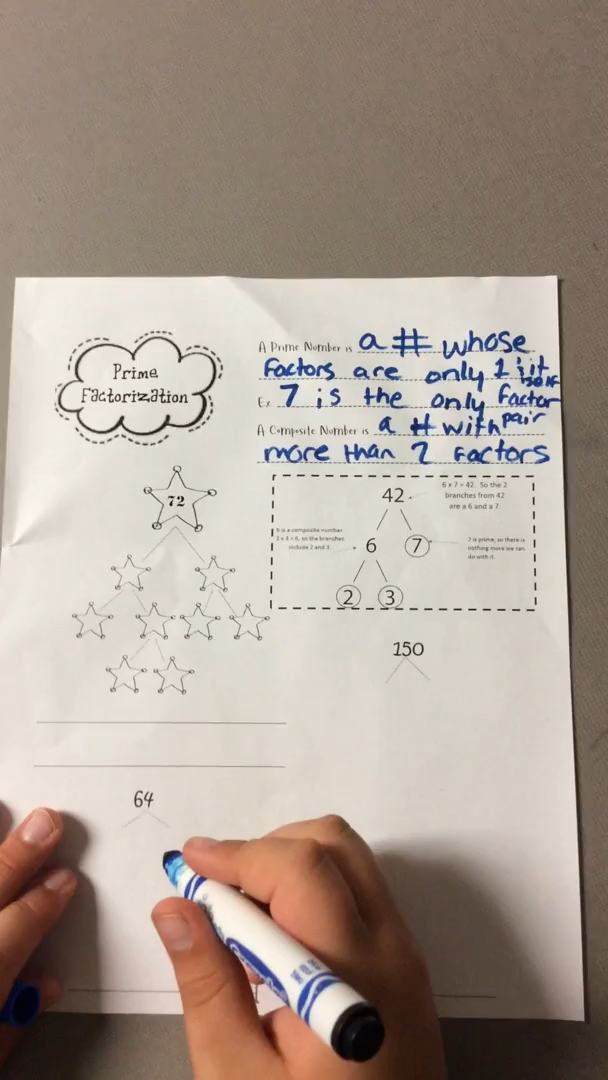 Prime
Factorization
A Prime Number is a # whose
factors are only 1 & itself
Ex. 7 is the only factor
pair
A Composite Number is a # with
more than 2 factors
72
42
6 x 7 = 42. So the 2
branches from 42
are a 6 and a 7.
6 is a composite number
2 x 3 = 6, so the branches
include 2 and 3.
6
7
7 is prime, so there is
nothing more we can
do with it.
2
3
150
64